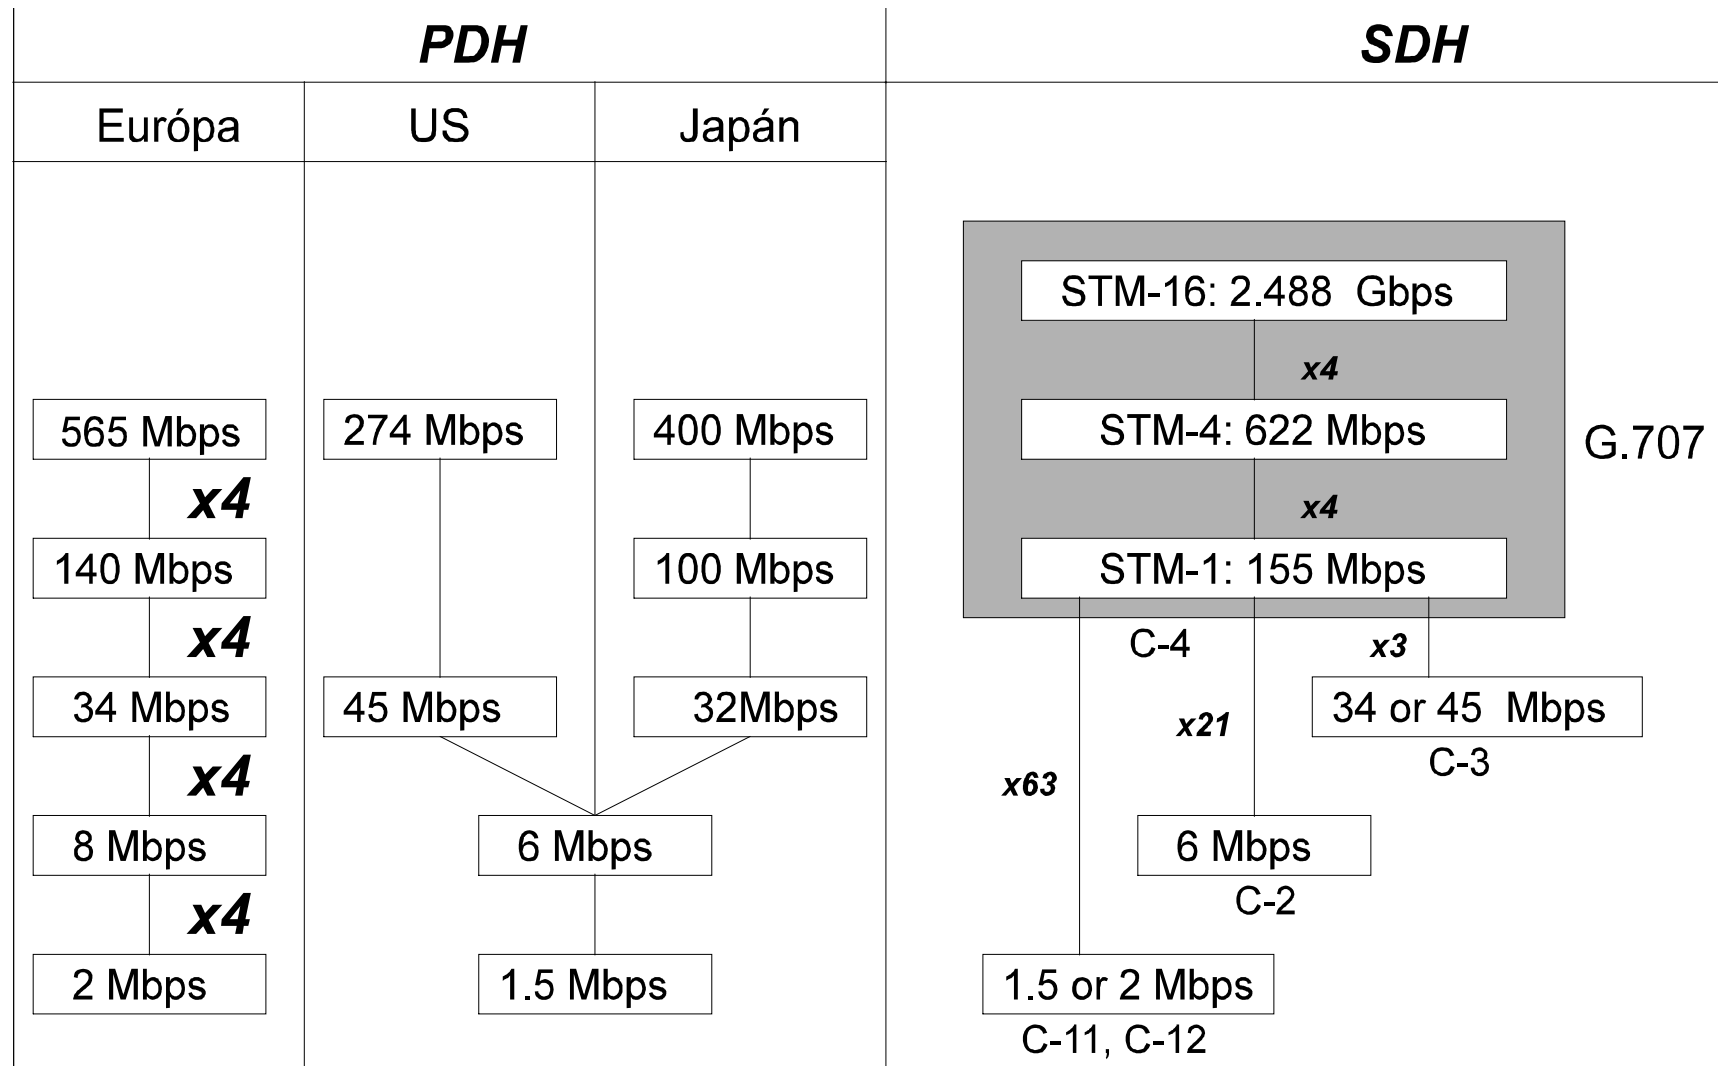 PDH
SDH
Európa
US
Japán
STM-16: 2.488 Gbps
x4
565 Mbps
274 Mbps
400 Mbps
STM-4: 622 Mbps
G.707
x4
x4
140 Mbps
100 Mbps
STM-1: 155 Mbps
x4
C-4
x3
34 Mbps
45 Mbps
32Mbps
34 or 45 Mbps
x21
C-3
x4
x63
8 Mbps
6 Mbps
6 Mbps
C-2
x4
2 Mbps
1.5 Mbps
1.5 or 2 Mbps
C-11, C-12